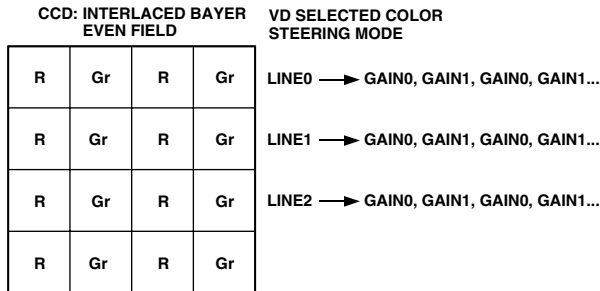 CCD: INTERLACED BAYER
EVEN FIELD
VD SELECTED COLOR
STEERING MODE
R Gr R Gr
LINE0 GAIN0, GAIN1, GAIN0, GAIN1...
R Gr R Gr
LINE1 GAIN0, GAIN1, GAIN0, GAIN1...
R Gr R Gr
LINE2 GAIN0, GAIN1, GAIN0, GAIN1...
R Gr R Gr